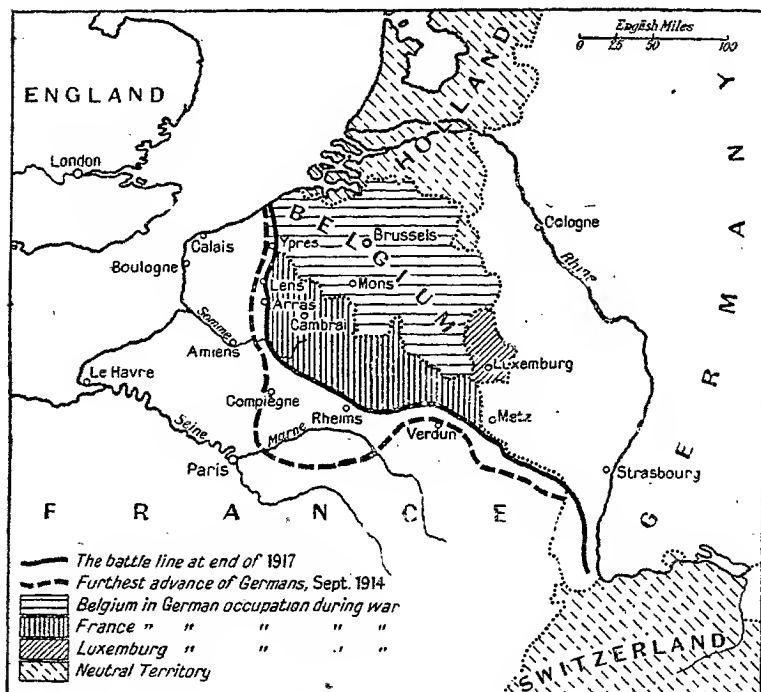 English Miles
0 25 50 100
ENGLAND
HOLLAND
GERMANY
London
BELGIUM
Cologne
Calais
Ypres
Brussels
Rhine
Boulogne
Lens
Mons
Arras
Somme
Cambrai
Amiens
Luxemburg
Le Havre
Compiègne
Rheims
Metz
Seine
Marne
Verdun
Paris
Strasbourg
FRANCE
The battle line at end of 1917
Furthest advance of Germans, Sept. 1914
Belgium in German occupation during war
France " " " " "
Luxemburg " " " "
Neutral Territory
SWITZERLAND